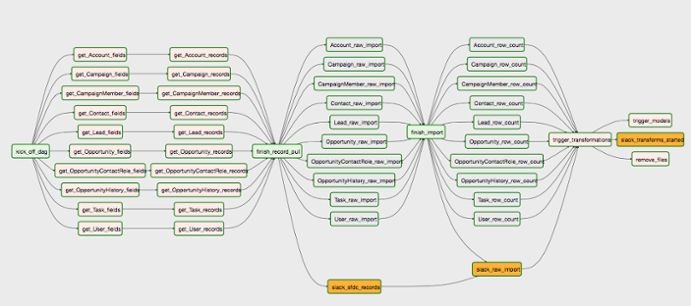 kick_off_dag
get_Account_fields
get_Campaign_fields
get_CampaignMember_fields
get_Contact_fields
get_Lead_fields
get_Opportunity_fields
get_OpportunityContactRole_fields
get_OpportunityHistory_fields
get_Task_fields
get_User_fields
get_Account_records
get_Campaign_records
get_CampaignMember_records
get_Contact_records
get_Lead_records
get_Opportunity_records
get_OpportunityContactRole_records
get_OpportunityHistory_records
get_Task_records
get_User_records
finish_record_pull
Account_raw_import
Campaign_raw_import
CampaignMember_raw_import
Contact_raw_import
Lead_raw_import
Opportunity_raw_import
OpportunityContactRole_raw_import
OpportunityHistory_raw_import
Task_raw_import
User_raw_import
slack_sfdc_records
finish_import
Account_row_count
Campaign_row_count
CampaignMember_row_count
Contact_row_count
Lead_row_count
Opportunity_row_count
OpportunityContactRole_row_count
OpportunityHistory_row_count
Task_row_count
User_row_count
slack_raw_import
trigger_transformations
trigger_models
slack_transforms_started
remove_files